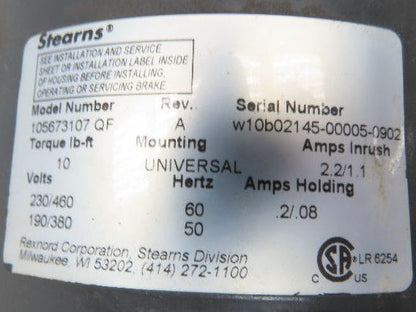 Stearns®
SEE INSTALLATION AND SERVICE
SHEET OR INSTALLATION LABEL INSIDE
OF HOUSING BEFORE INSTALLING,
OPERATING OR SERVICING BRAKE.
Model Number Rev.. Serial Number
105673107 QF A w10b02145-00005-0902
Torque lb-ft Mounting Amps Inrush
10 UNIVERSAL 2.2/1.1
Volts Hertz Amps Holding
230/460 60 .2/.08
190/380 50
Rexnord Corporation, Stearns Division
Milwaukee, WI 53202, (414) 272-1100
C SA ® LR 6254
C US